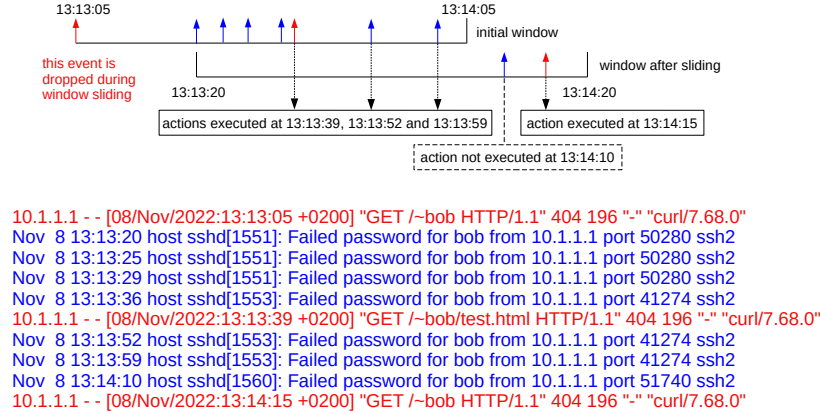 13:13:05
13:14:05
initial window
this event is
dropped during
window sliding
window after sliding
13:13:20
13:14:20
actions executed at 13:13:39, 13:13:52 and 13:13:59
action executed at 13:14:15
action not executed at 13:14:10
10.1.1.1 - - [08/Nov/2022:13:13:05 +0200] "GET /~bob HTTP/1.1" 404 196 "-" "curl/7.68.0"
Nov  8 13:13:20 host sshd[1551]: Failed password for bob from 10.1.1.1 port 50280 ssh2
Nov  8 13:13:25 host sshd[1551]: Failed password for bob from 10.1.1.1 port 50280 ssh2
Nov  8 13:13:29 host sshd[1551]: Failed password for bob from 10.1.1.1 port 50280 ssh2
Nov  8 13:13:36 host sshd[1553]: Failed password for bob from 10.1.1.1 port 41274 ssh2
10.1.1.1 - - [08/Nov/2022:13:13:39 +0200] "GET /~bob/test.html HTTP/1.1" 404 196 "-" "curl/7.68.0"
Nov  8 13:13:52 host sshd[1553]: Failed password for bob from 10.1.1.1 port 41274 ssh2
Nov  8 13:13:59 host sshd[1553]: Failed password for bob from 10.1.1.1 port 41274 ssh2
Nov  8 13:14:10 host sshd[1560]: Failed password for bob from 10.1.1.1 port 51740 ssh2
10.1.1.1 - - [08/Nov/2022:13:14:15 +0200] "GET /~bob HTTP/1.1" 404 196 "-" "curl/7.68.0"